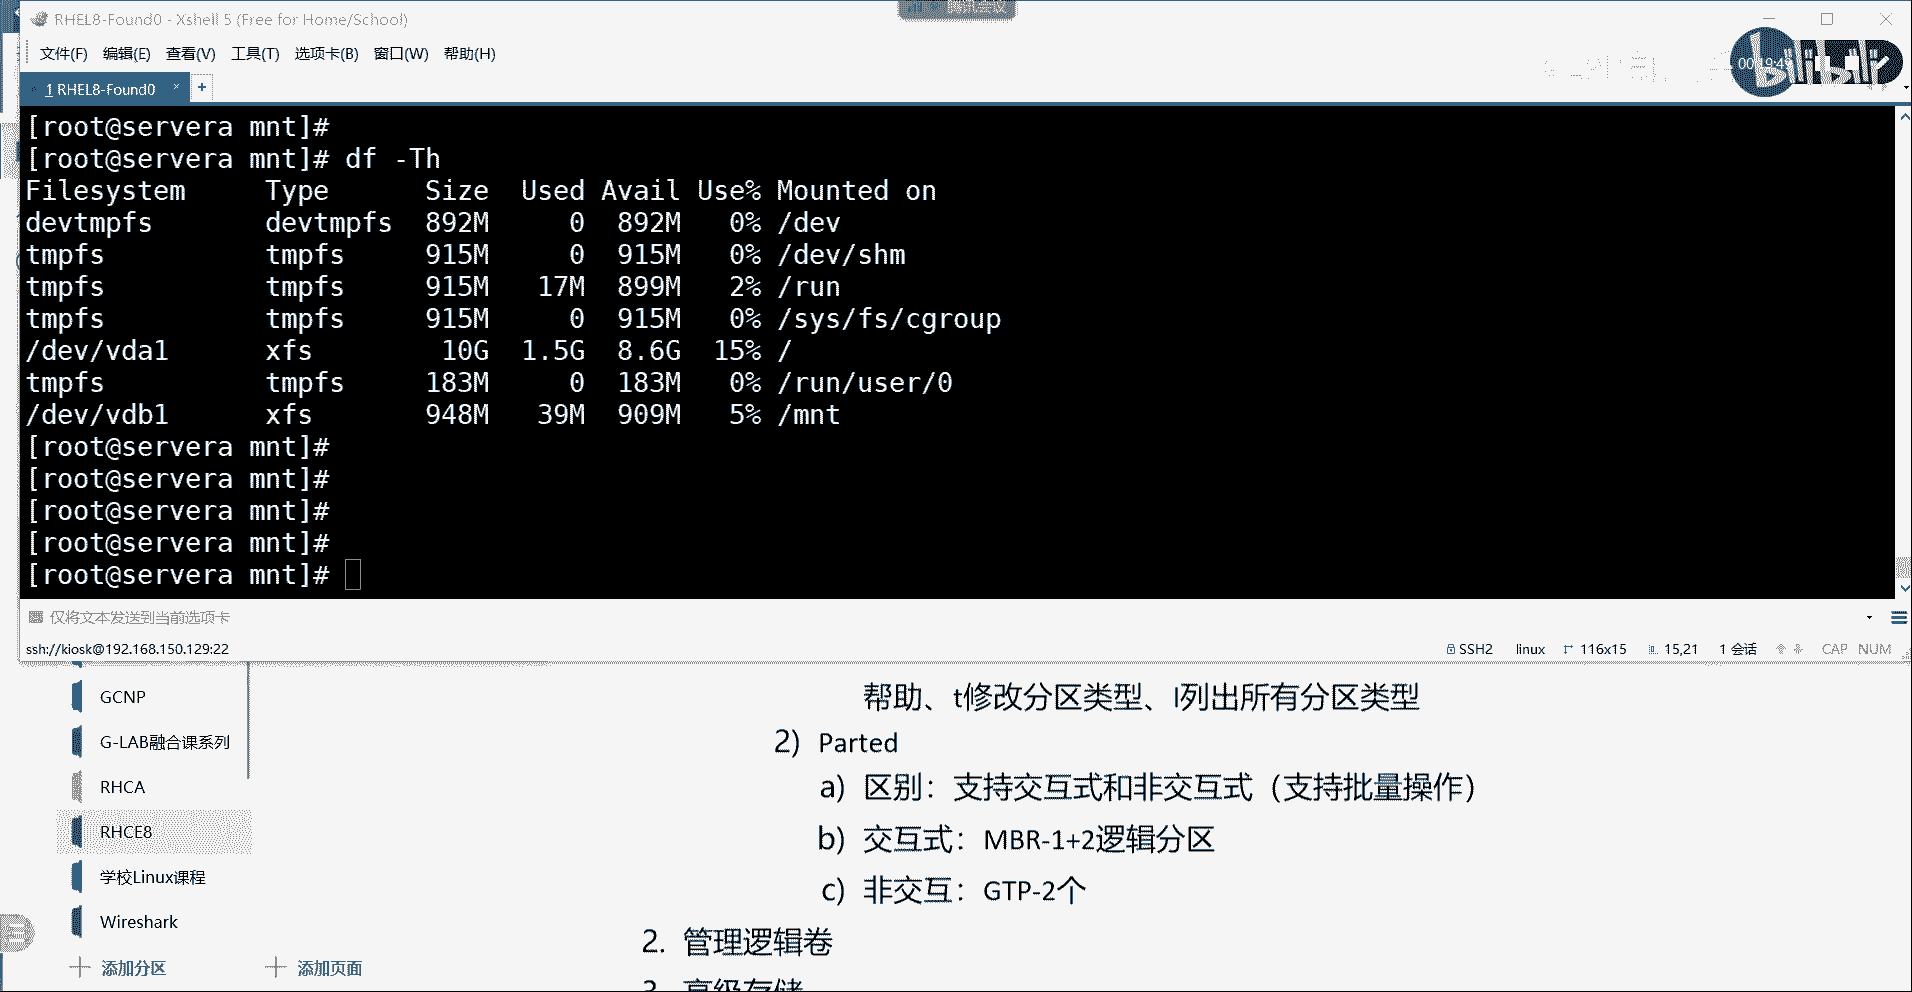 RHEL8-Found0 - Xshell 5 (Free for Home/School)
腾讯会议
文件(F) 编辑(E) 查看(V) 工具(T) 选项卡(B) 窗口(W) 帮助(H)
bilibili
1 RHEL8-Found0 × +
[root@servera mnt]#
[root@servera mnt]# df -Th
Filesystem Type Size Used Avail Use% Mounted on
devtmpfs devtmpfs 892M 0 892M 0% /dev
tmpfs tmpfs 915M 0 915M 0% /dev/shm
tmpfs tmpfs 915M 17M 899M 2% /run
tmpfs tmpfs 915M 0 915M 0% /sys/fs/cgroup
/dev/vda1 xfs 10G 1.5G 8.6G 15% /
tmpfs tmpfs 183M 0 183M 0% /run/user/0
/dev/vdb1 xfs 948M 39M 909M 5% /mnt
[root@servera mnt]#
[root@servera mnt]#
[root@servera mnt]#
[root@servera mnt]#
[root@servera mnt]#
仅将文本发送到当前选项卡
ssh://kiosk@192.168.150.129:22 SSH2 linux 116x15 15,21 1 会话 CAP NUM
GCNP
G-LAB融合课系列
RHCA
RHCE8
学校Linux课程
Wireshark
添加分区 添加页面
帮助、t修改分区类型、l列出所有分区类型
2) Parted
a) 区别：支持交互式和非交互式（支持批量操作）
b) 交互式：MBR-1+2逻辑分区
c) 非交互：GTP-2个
2. 管理逻辑卷
3. 高级存储